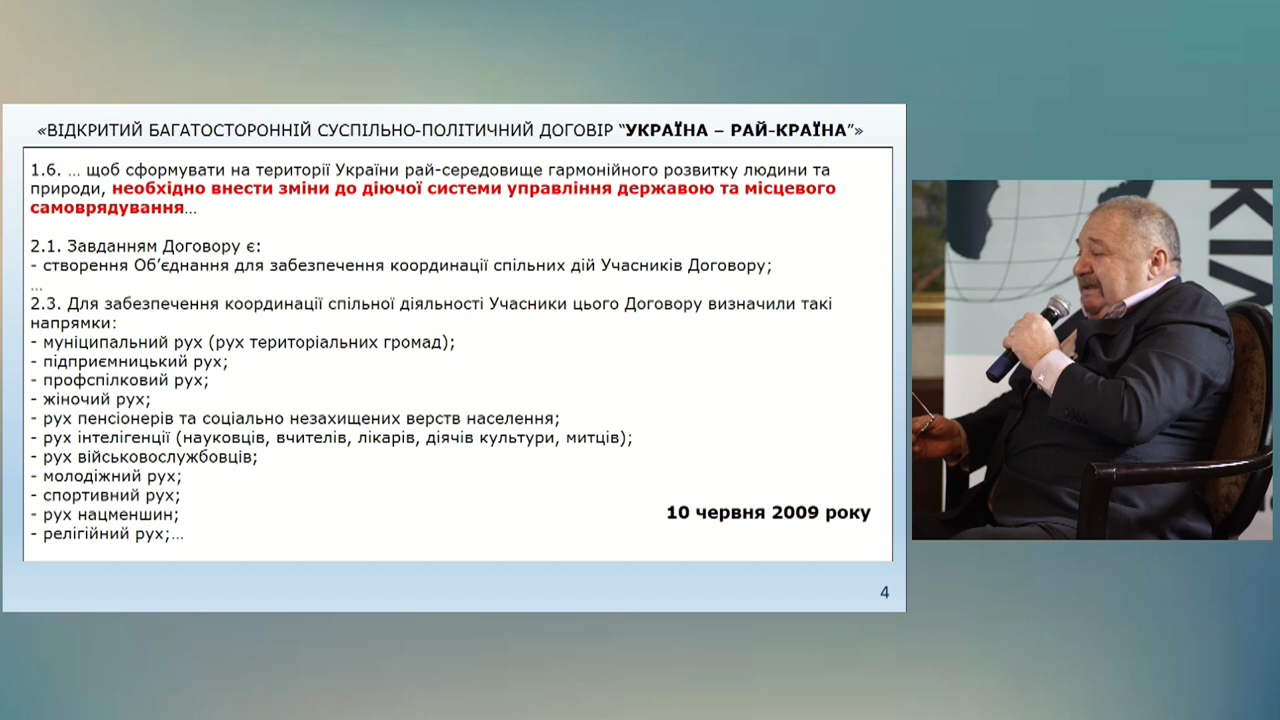 «ВІДКРИТИЙ БАГАТОСТОРОННІЙ СУСПІЛЬНО-ПОЛІТИЧНИЙ ДОГОВІР “УКРАЇНА – РАЙ-КРАЇНА”»
1.6. … щоб сформувати на території України рай-середовище гармонійного розвитку людини та
природи, необхідно внести зміни до діючої системи управління державою та місцевого
самоврядування…
2.1. Завданням Договору є:
- створення Об’єднання для забезпечення координації спільних дій Учасників Договору;
…
2.3. Для забезпечення координації спільної діяльності Учасники цього Договору визначили такі
напрямки:
- муніципальний рух (рух територіальних громад);
- підприємницький рух;
- профспілковий рух;
- жіночий рух;
- рух пенсіонерів та соціально незахищених верств населення;
- рух інтелігенції (науковців, вчителів, лікарів, діячів культури, митців);
- рух військовослужбовців;
- молодіжний рух;
- спортивний рух;
- рух нацменшин;
- релігійний рух;…
10 червня 2009 року
4